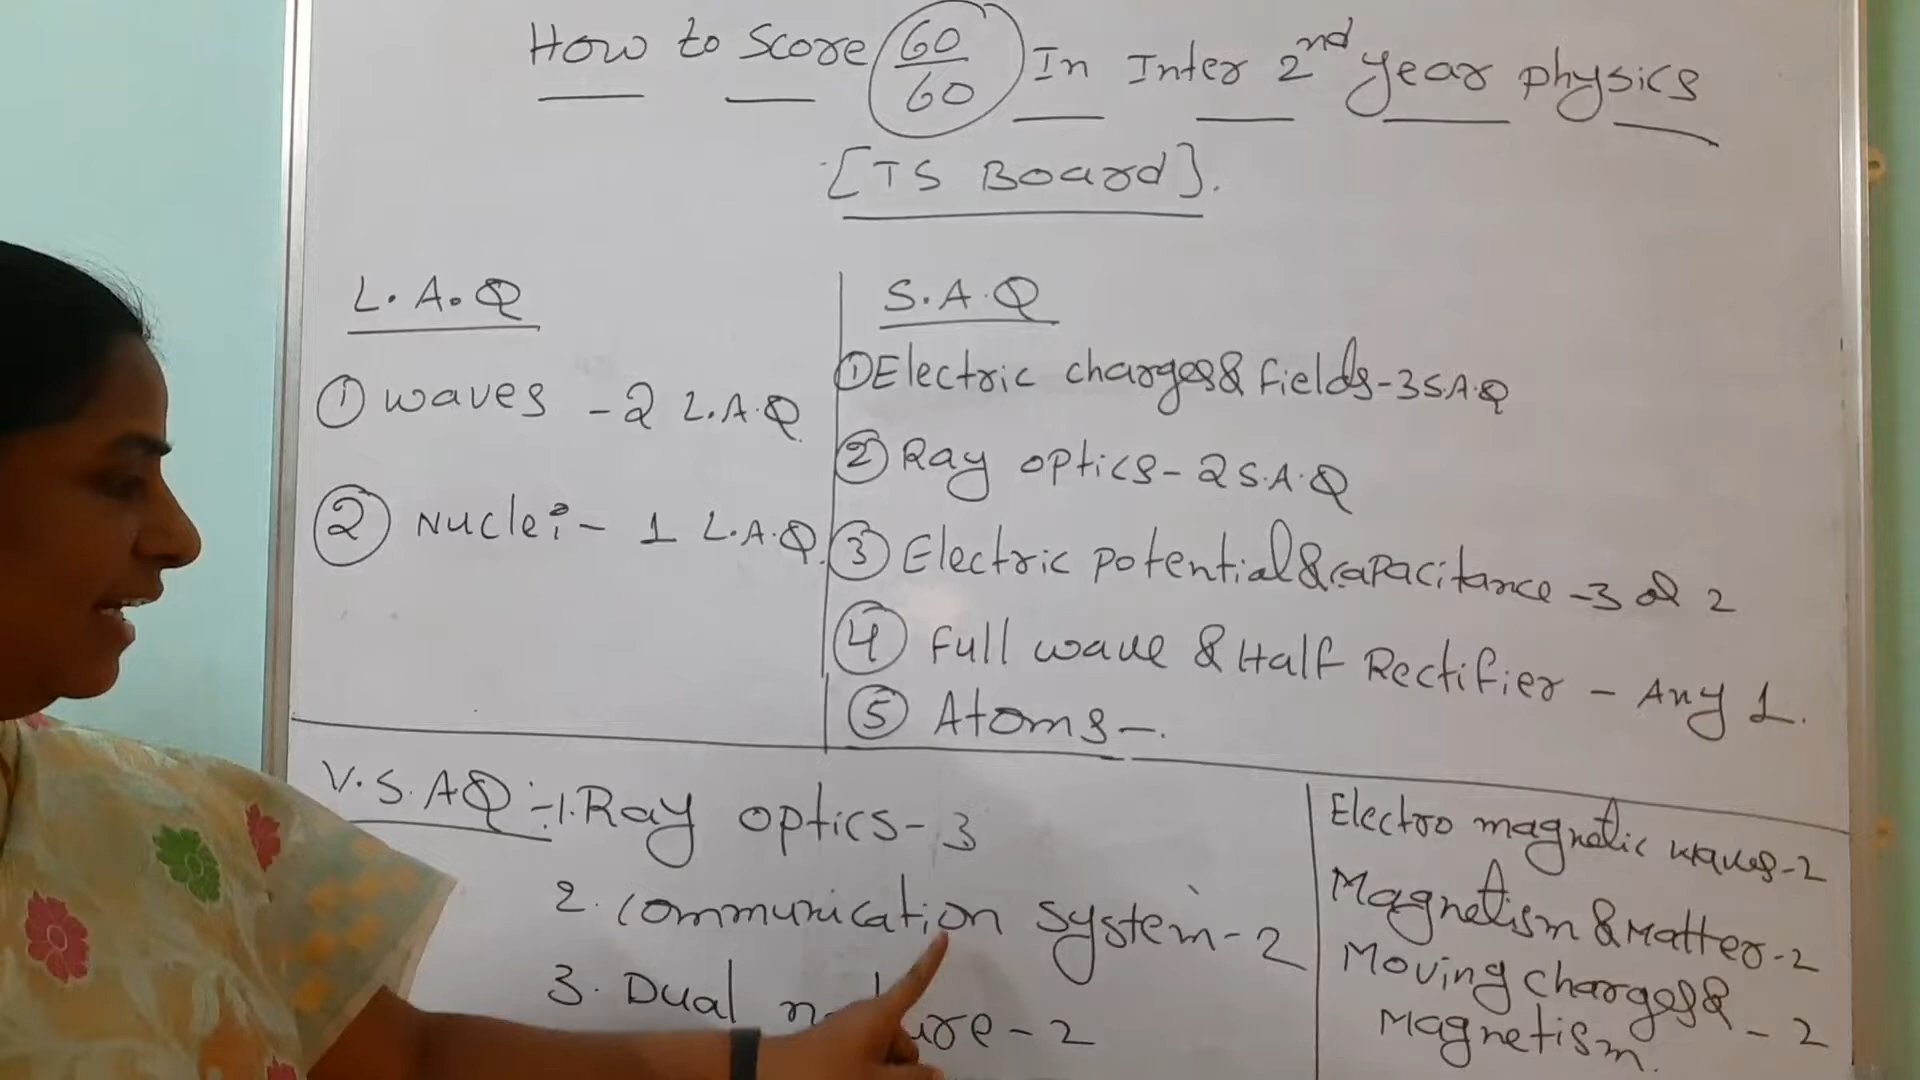 How to Score 60/60 In Inter 2nd year physics
[TS Board].
L.A.Q
① waves - 2 L.A.Q
② Nuclei - 1 L.A.Q.
S.A.Q
① Electric charges & Fields - 3 S.A.Q
② Ray optics - 2 S.A.Q
③ Electric potential & capacitance - 3 or 2
④ Full wave & Half Rectifier - Any 1.
⑤ Atoms -.
V.S.AQ :- 1. Ray optics - 3
2. Communication system - 2
3. Dual - 2
Electro magnetic waves - 2
Magnetism & Matter - 2
Moving charges & - 2
Magnetism.